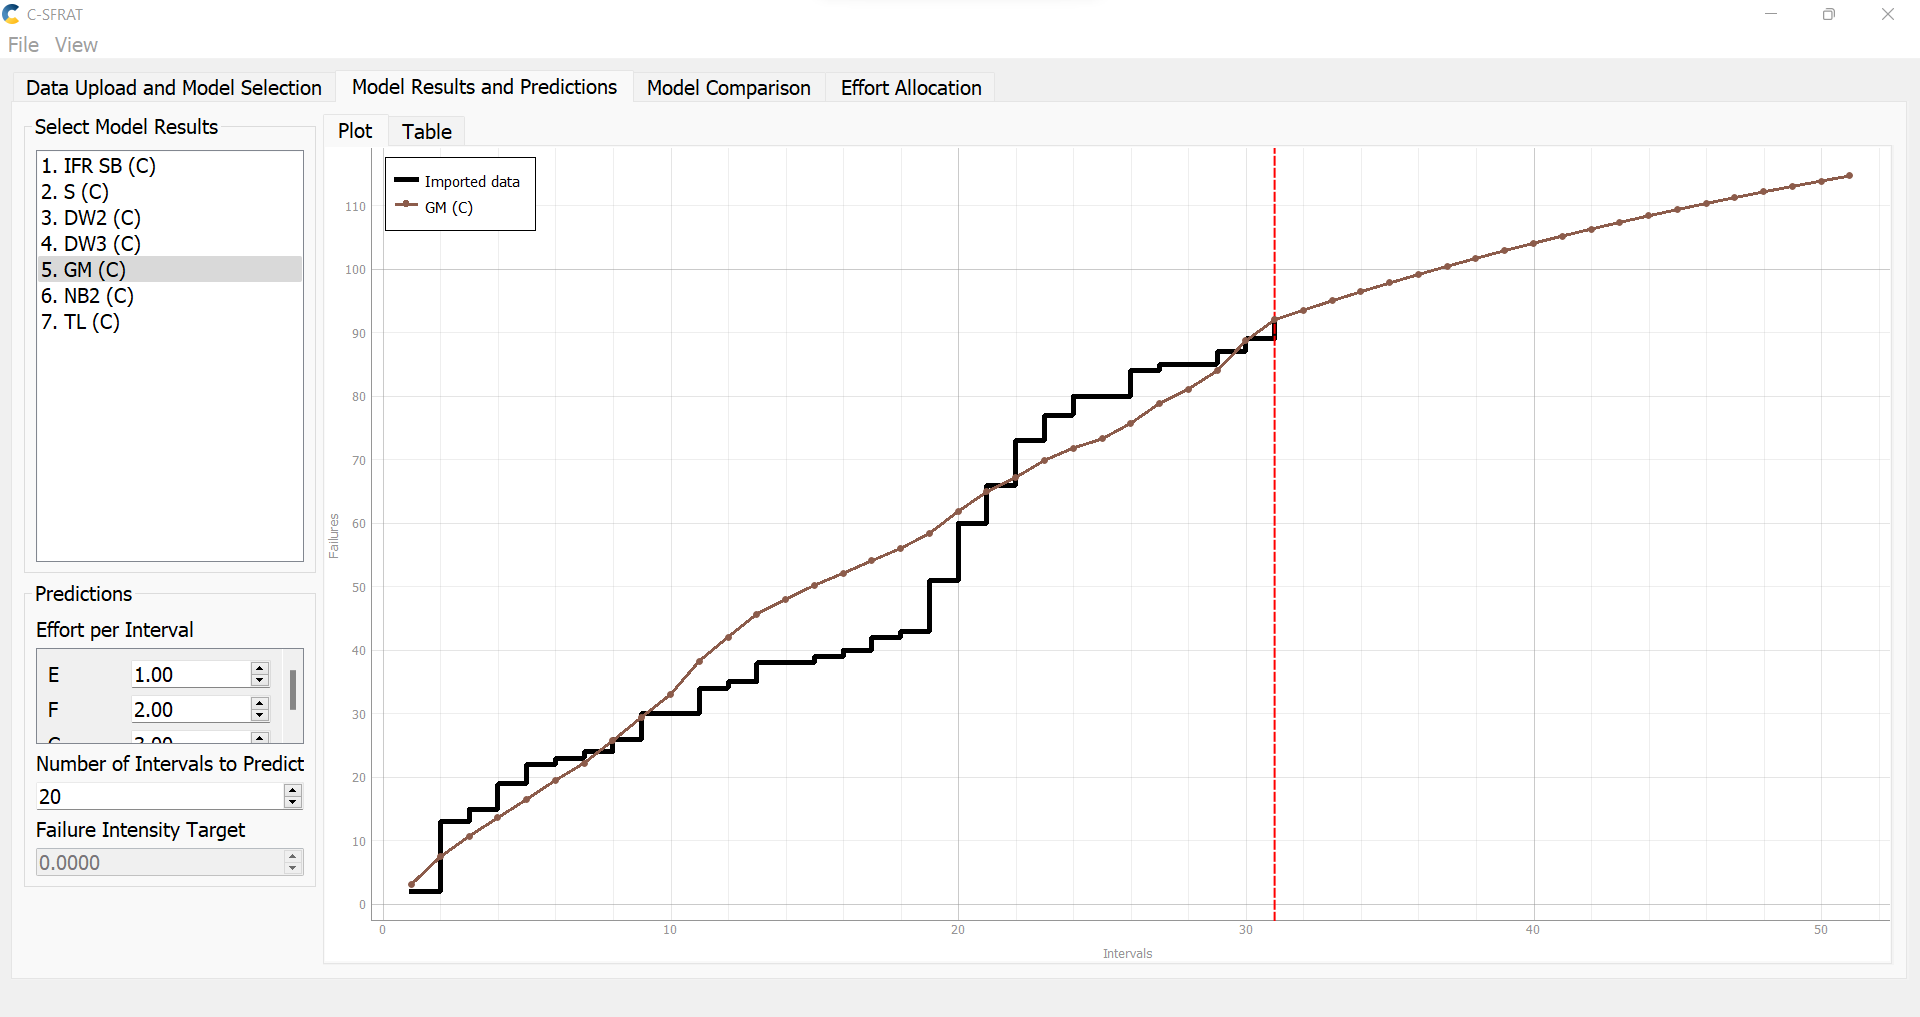 C-SFRAT
File View
Data Upload and Model Selection Model Results and Predictions Model Comparison Effort Allocation
Select Model Results
1. IFR SB (C)
2. S (C)
3. DW2 (C)
4. DW3 (C)
5. GM (C)
6. NB2 (C)
7. TL (C)
Predictions
Effort per Interval
E 1.00
F 2.00
Number of Intervals to Predict
20
Failure Intensity Target
0.0000
Plot Table
Imported data
GM (C)
Failures
110
100
90
80
70
60
50
40
30
20
10
0
0 10 20 30 40 50
Intervals